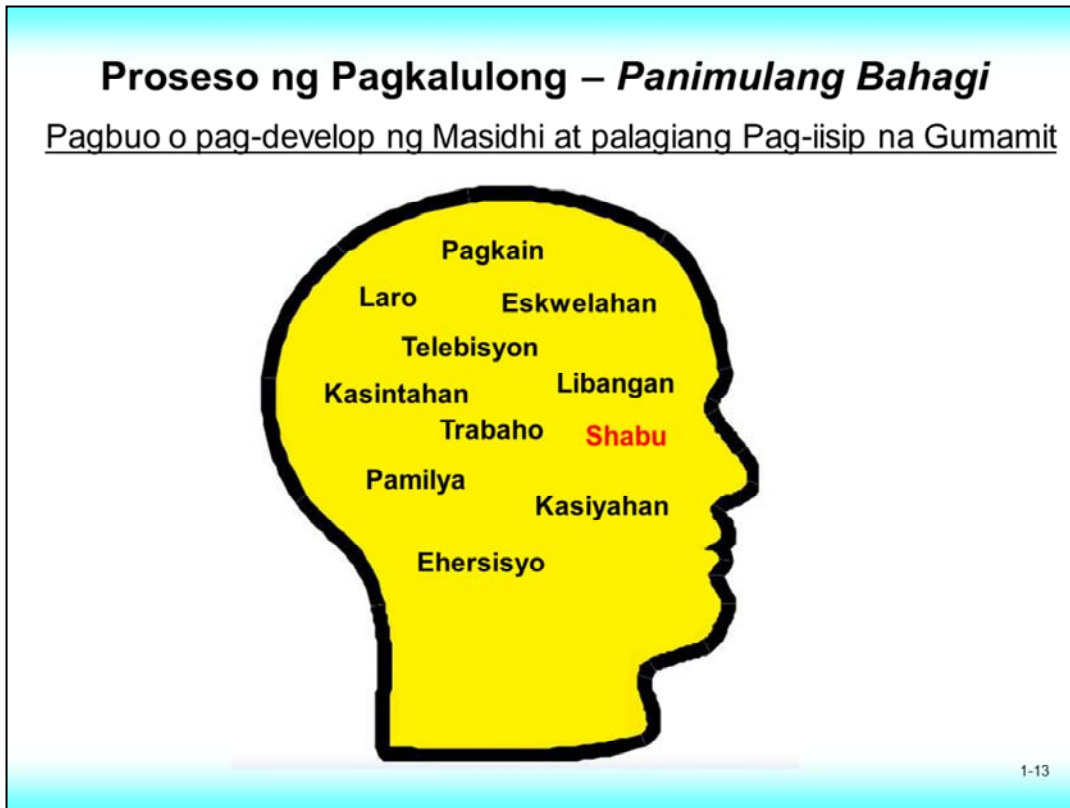 Proseso ng Pagkalulong – Panimulang Bahagi
Pagbuo o pag-develop ng Masidhi at palagiang Pag-iisip na Gumamit
Pagkain
Laro
Eskwelahan
Telebisyon
Kasintahan
Libangan
Trabaho
Shabu
Pamilya
Kasiyahan
Ehersisyo
1-13